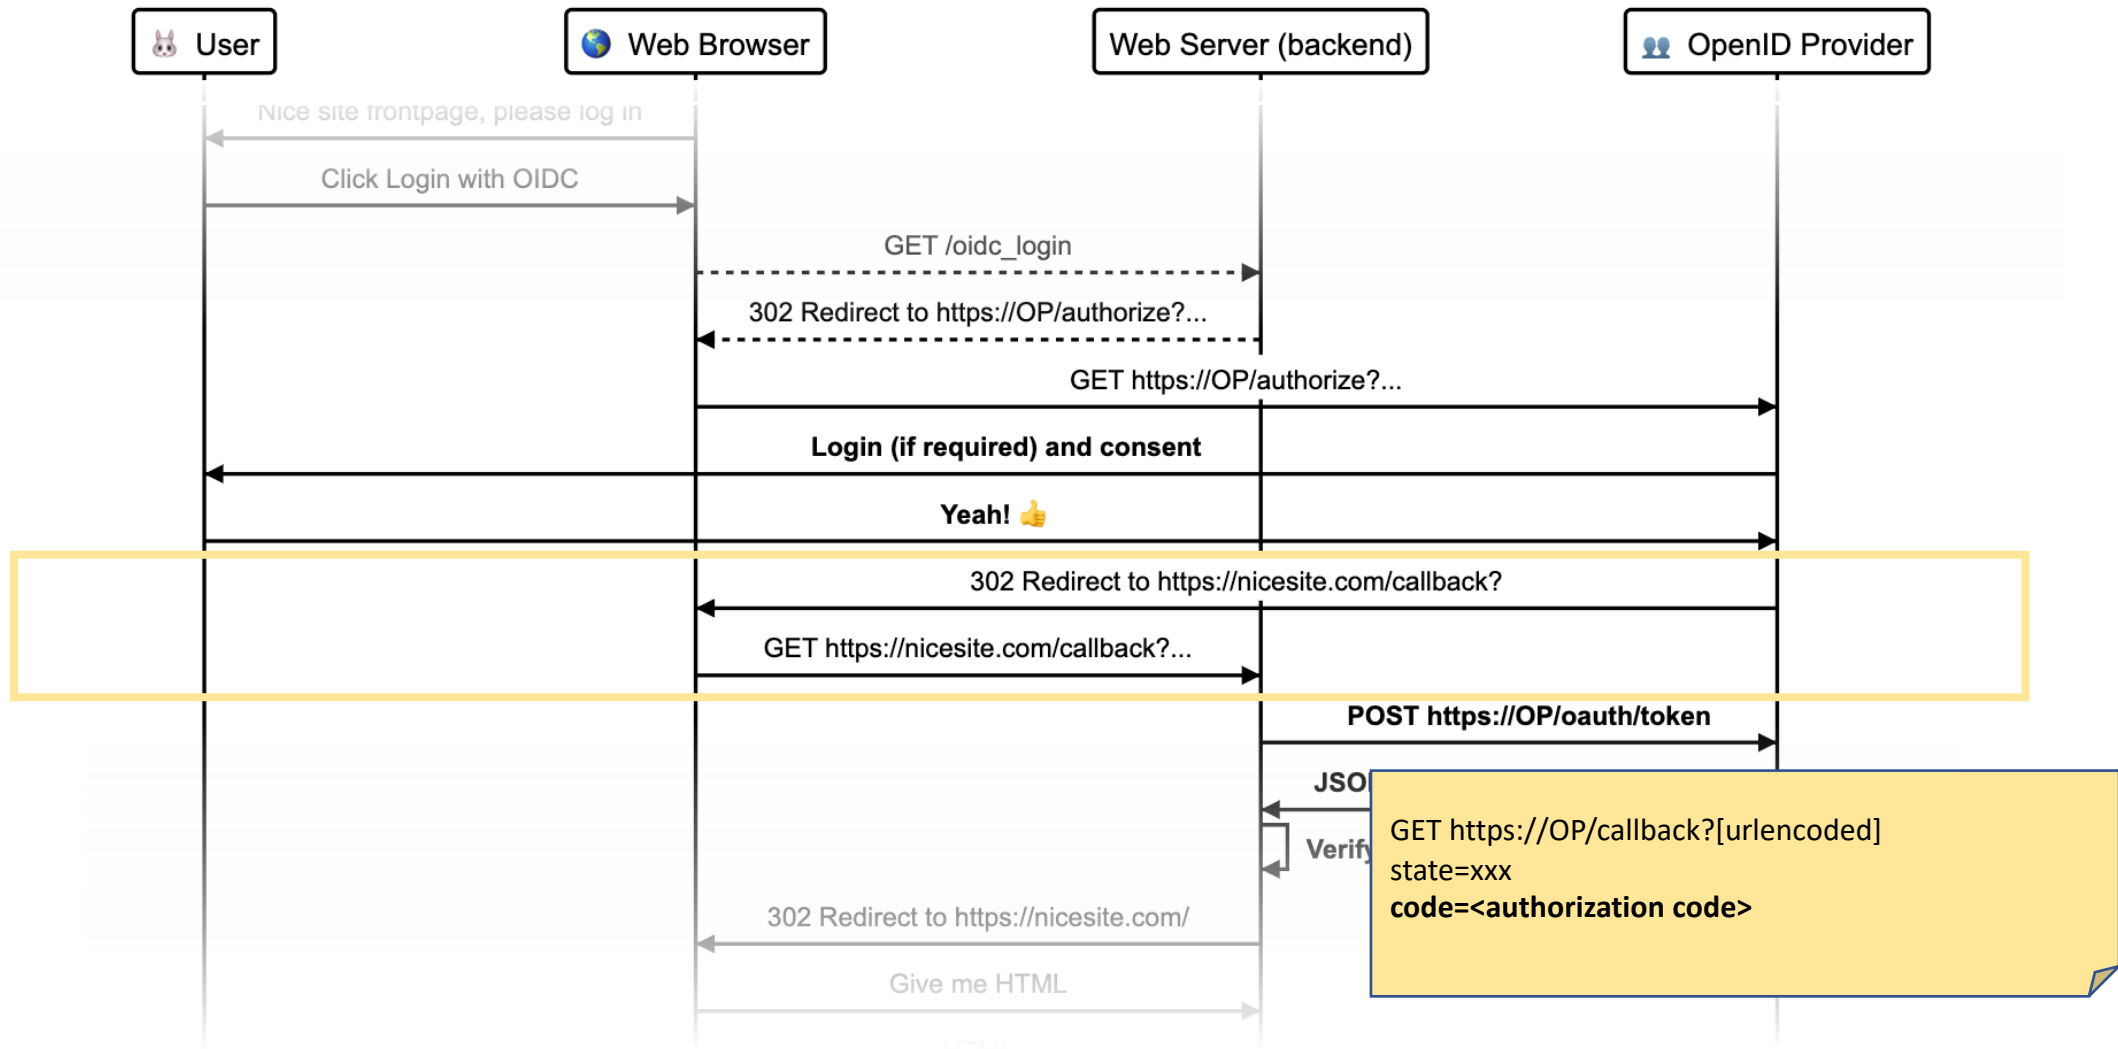 User
Web Browser
Web Server (backend)
OpenID Provider
Nice site frontpage, please log in
Click Login with OIDC
GET /oidc_login
302 Redirect to https://OP/authorize?...
GET https://OP/authorize?...
Login (if required) and consent
Yeah! 👍
302 Redirect to https://nicesite.com/callback?
GET https://nicesite.com/callback?...
POST https://OP/oauth/token
Verify
GET https://OP/callback?[urlencoded]
state=xxx
code=<authorization code>
302 Redirect to https://nicesite.com/
Give me HTML